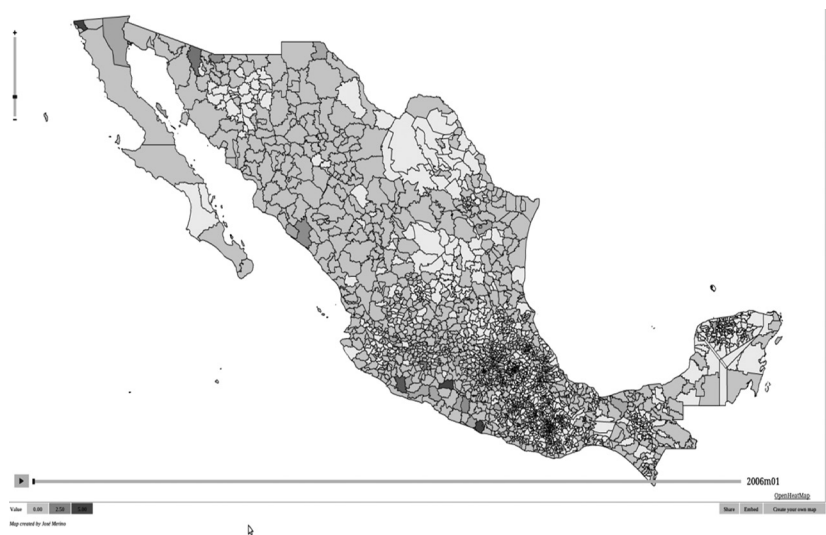 +
-
2006m01
OpenHeatMap
Value 0.00 2.50 5.00
Share Embed Create your own map
Map created by José Merino